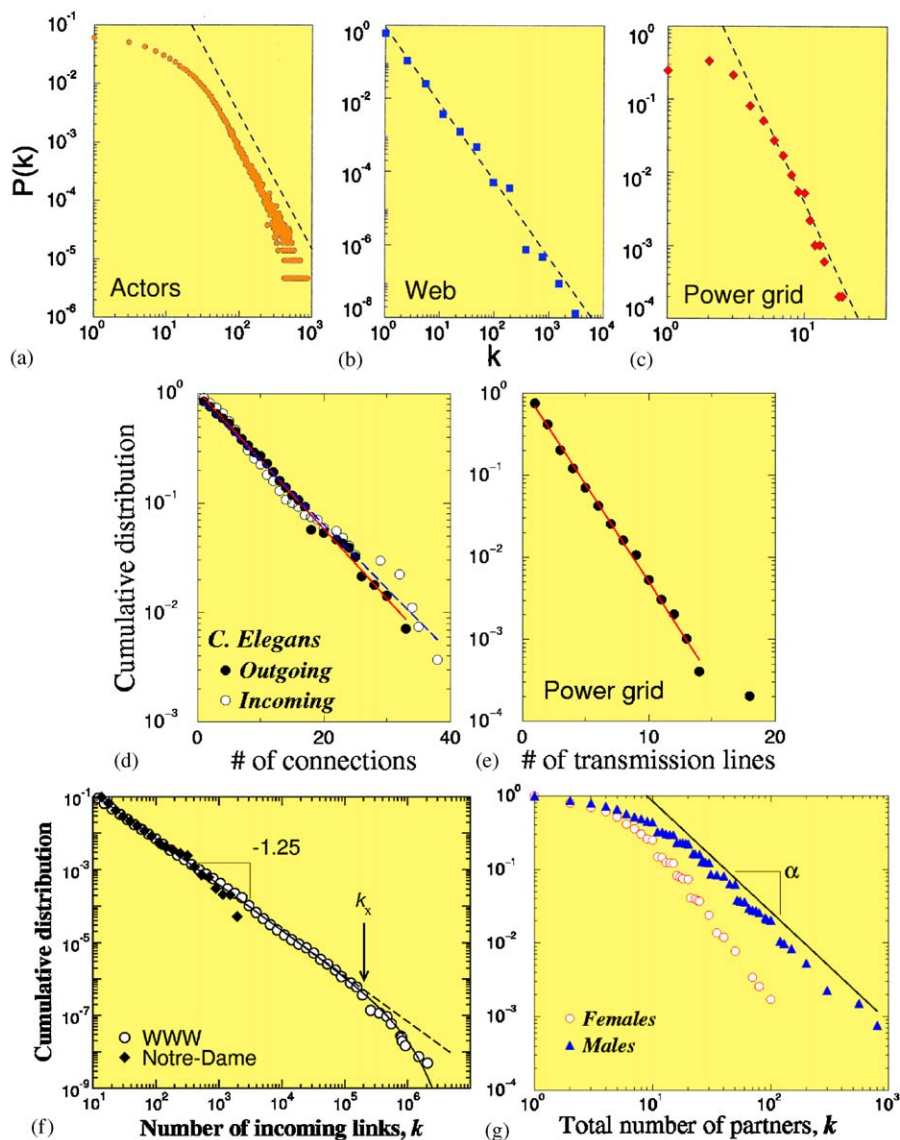 10^-1 10^-2 10^-3 10^-4 10^-5 10^-6
P(k)
Actors
10^0 10^1 10^2 10^3
(a)
10^0 10^-2 10^-4 10^-6 10^-8
Web
10^0 10^1 10^2 10^3 10^4
(b)
k
10^0 10^-1 10^-2 10^-3 10^-4
Power grid
10^0 10^1
(c)
10^0 10^-1 10^-2 10^-3
Cumulative distribution
C. Elegans
Outgoing
Incoming
0 20 40
(d) # of connections
10^0 10^-1 10^-2 10^-3 10^-4
Power grid
0 10 20
(e) # of transmission lines
10^-1 10^-3 10^-5 10^-7 10^-9
Cumulative distribution
-1.25
k_x
WWW
Notre-Dame
10^1 10^2 10^3 10^4 10^5 10^6 10^7
(f) Number of incoming links, k
10^0 10^-1 10^-2 10^-3 10^-4
α
Females
Males
10^0 10^1 10^2 10^3
(g) Total number of partners, k